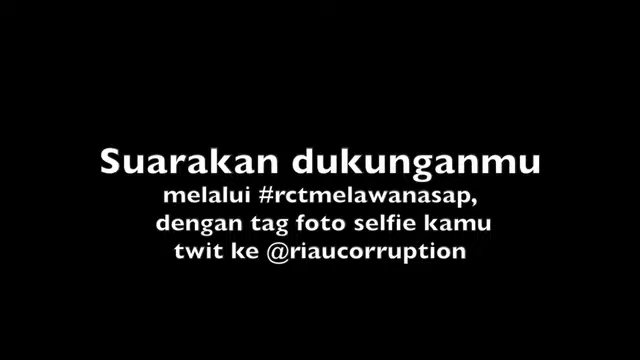 Suarakan dukunganmu
melalui #rctmelawanasap,
dengan tag foto selfie kamu
twit ke @riaucorruption